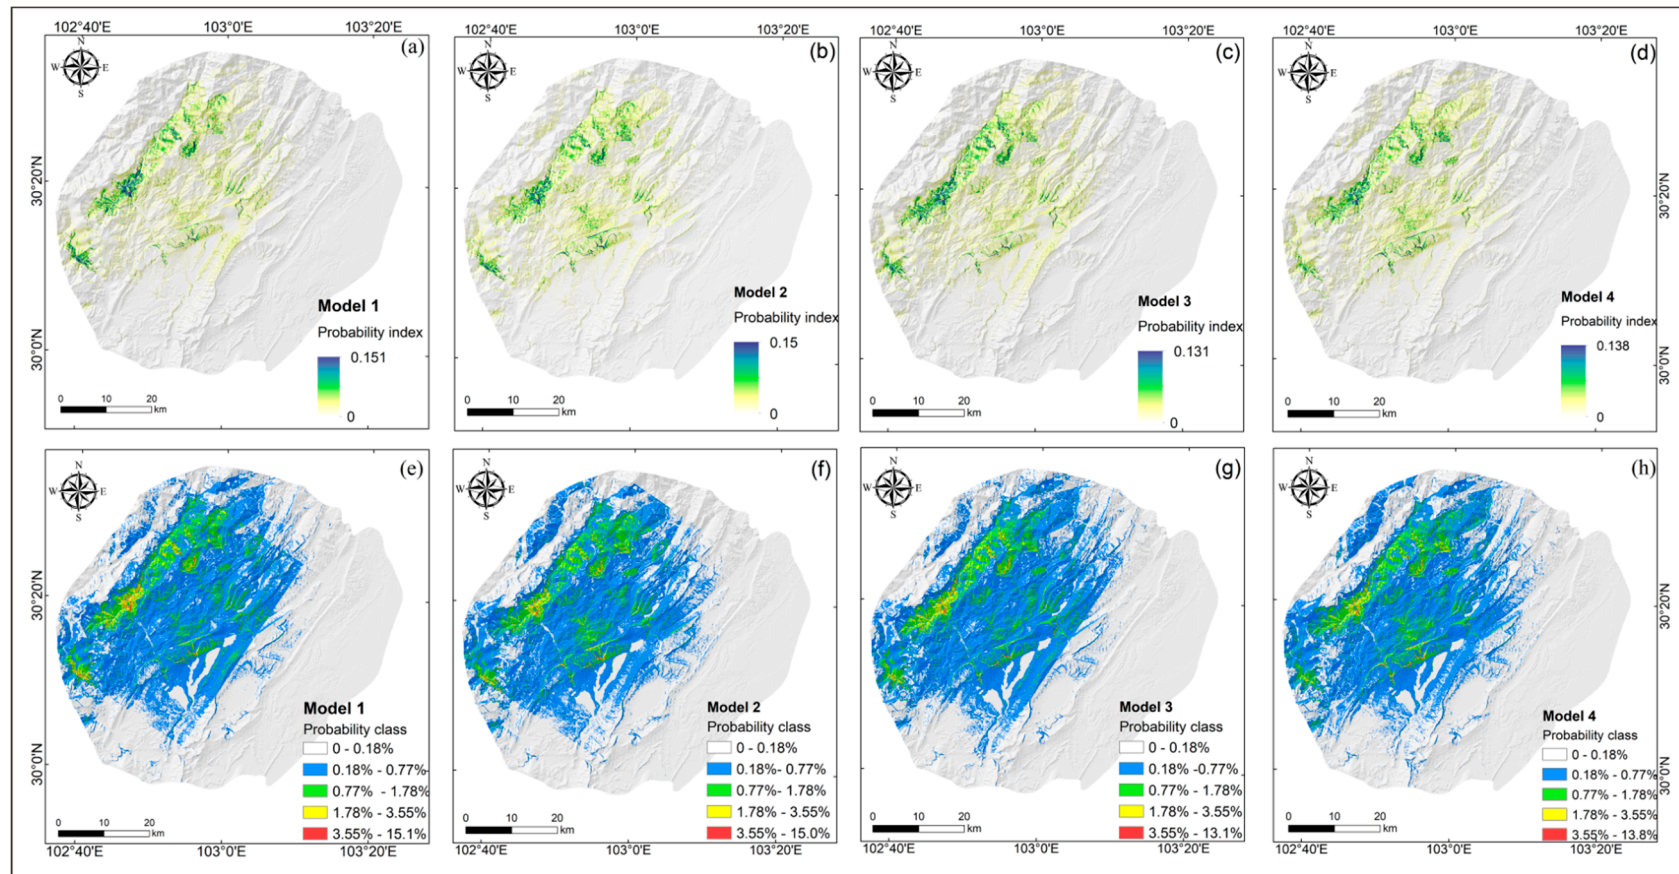 102°40'E 103°0'E 103°20'E
(a)
N
W E
S
30°20'N
30°0'N
Model 1
Probability index
0.151
0
0 10 20
km
103°0'E 103°20'E
(b)
N
W E
S
Model 2
Probability index
0.15
0
0 10 20
km
102°40'E 103°0'E 103°20'E
(c)
N
W E
S
Model 3
Probability index
0.131
0
0 10 20
km
102°40'E 103°0'E 103°20'E
(d)
N
W E
S
30°20'N
30°0'N
Model 4
Probability index
0.138
0
0 10 20
km
(e)
N
W E
S
30°20'N
30°0'N
Model 1
Probability class
0 - 0.18%
0.18% - 0.77%
0.77% - 1.78%
1.78% - 3.55%
3.55% - 15.1%
0 10 20
km
102°40'E 103°0'E 103°20'E
(f)
N
W E
S
Model 2
Probability class
0 - 0.18%
0.18%- 0.77%
0.77%- 1.78%
1.78% - 3.55%
3.55% - 15.0%
0 10 20
km
102°40'E 103°0'E 103°20'E
(g)
N
W E
S
Model 3
Probability class
0 - 0.18%
0.18% -0.77%
0.77% - 1.78%
1.78% - 3.55%
3.55% - 13.1%
0 10 20
km
102°40'E 103°0'E 103°20'E
(h)
N
W E
S
30°20'N
30°0'N
Model 4
Probability class
0 - 0.18%
0.18% - 0.77%
0.77% - 1.78%
1.78% - 3.55%
3.55% - 13.8%
0 10 20
km
102°40'E 103°0'E 103°20'E